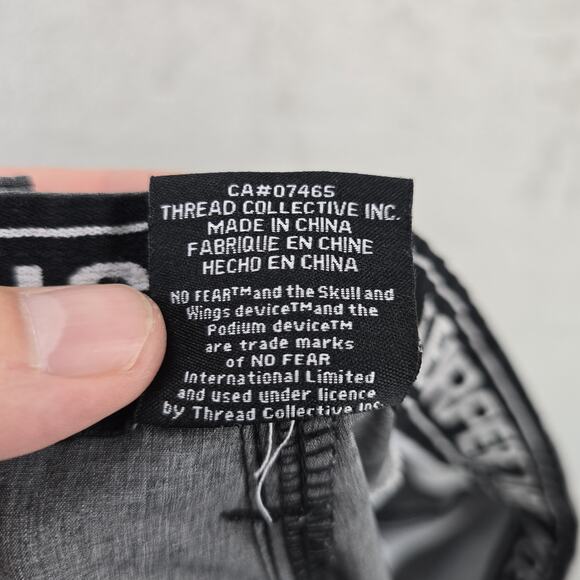 CA#07465
THREAD COLLECTIVE INC.
MADE IN CHINA
FABRIQUE EN CHINE
HECHO EN CHINA
NO FEAR™ and the Skull and
Wings device™ and the
Podium device™
are trade marks
of NO FEAR
International Limited
and used under licence
by Thread Collective Inc.